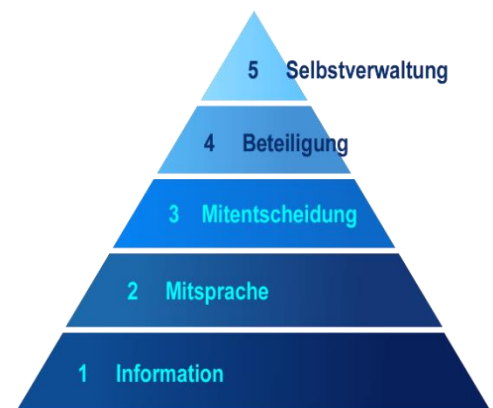 5 Selbstverwaltung
4 Beteiligung
3 Mitentscheidung
2 Mitsprache
1 Information